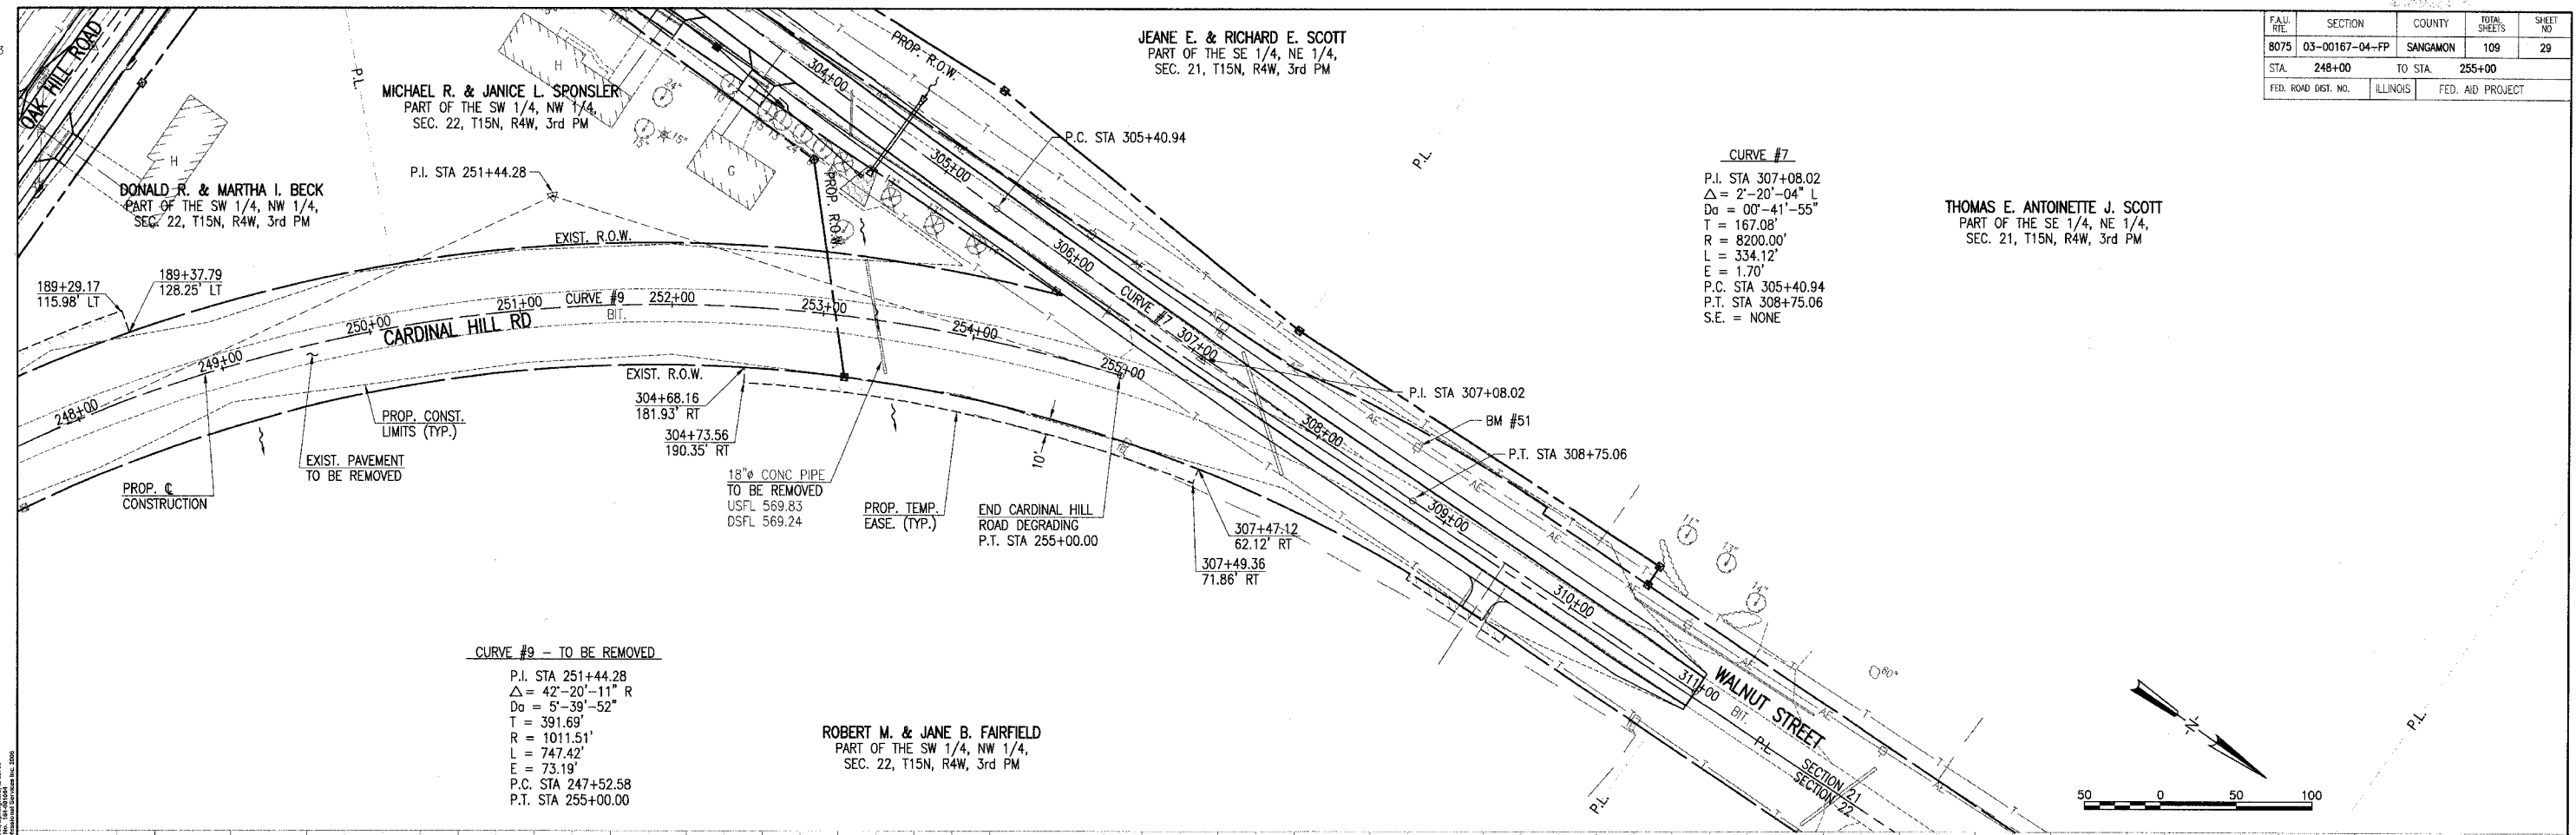 F.A.U. RTE. SECTION COUNTY TOTAL SHEETS SHEET NO
8075 03-00167-04-FP SANGAMON 109 29
STA. 248+00 TO STA. 255+00
FED. ROAD DIST. NO. ILLINOIS FED. AID PROJECT
OAK HILL ROAD
P.L.
H
H
G
MICHAEL R. & JANICE L. SPONSLER
PART OF THE SW 1/4, NW 1/4,
SEC. 22, T15N, R4W, 3rd PM
DONALD R. & MARTHA I. BECK
PART OF THE SW 1/4, NW 1/4,
SEC. 22, T15N, R4W, 3rd PM
JEANE E. & RICHARD E. SCOTT
PART OF THE SE 1/4, NE 1/4,
SEC. 21, T15N, R4W, 3rd PM
THOMAS E. ANTOINETTE J. SCOTT
PART OF THE SE 1/4, NE 1/4,
SEC. 21, T15N, R4W, 3rd PM
CURVE #7
P.I. STA 307+08.02
Δ = 2°-20'-04" L
Da = 00°-41'-55"
T = 167.08'
R = 8200.00'
L = 334.12'
E = 1.70'
P.C. STA 305+40.94
P.T. STA 308+75.06
S.E. = NONE
PROP. R.O.W.
P.L.
24"
15"
15"
P.I. STA 251+44.28
P.C. STA 305+40.94
PROP. R.O.W.
EXIST. R.O.W.
189+29.17
115.98' LT
189+37.79
128.25' LT
248+00
249+00
250+00
251+00
CURVE #9
252+00
253+00
254+00
255+00
BIT.
CARDINAL HILL RD
304+00
305+00
306+00
CURVE #7
307+00
308+00
309+00
310+00
311+00
P.I. STA 307+08.02
BM #51
P.T. STA 308+75.06
EXIST. R.O.W.
304+68.16
181.93' RT
304+73.56
190.35' RT
PROP. CONST.
LIMITS (TYP.)
EXIST. PAVEMENT
TO BE REMOVED
PROP. ℄
CONSTRUCTION
18"ø CONC PIPE
TO BE REMOVED
USFL 569.83
DSFL 569.24
PROP. TEMP.
EASE. (TYP.)
10'
END CARDINAL HILL
ROAD DEGRADING
P.T. STA 255+00.00
307+47.12
62.12' RT
307+49.36
71.86' RT
11"
13"
14"
60"
WALNUT STREET
BIT.
P.L.
SECTION 21
SECTION 22
P.L.
P.L.
CURVE #9 - TO BE REMOVED
P.I. STA 251+44.28
Δ = 42°-20'-11" R
Da = 5°-39'-52"
T = 391.69'
R = 1011.51'
L = 747.42'
E = 73.19'
P.C. STA 247+52.58
P.T. STA 255+00.00
ROBERT M. & JANE B. FAIRFIELD
PART OF THE SW 1/4, NW 1/4,
SEC. 22, T15N, R4W, 3rd PM
N
50 0 50 100